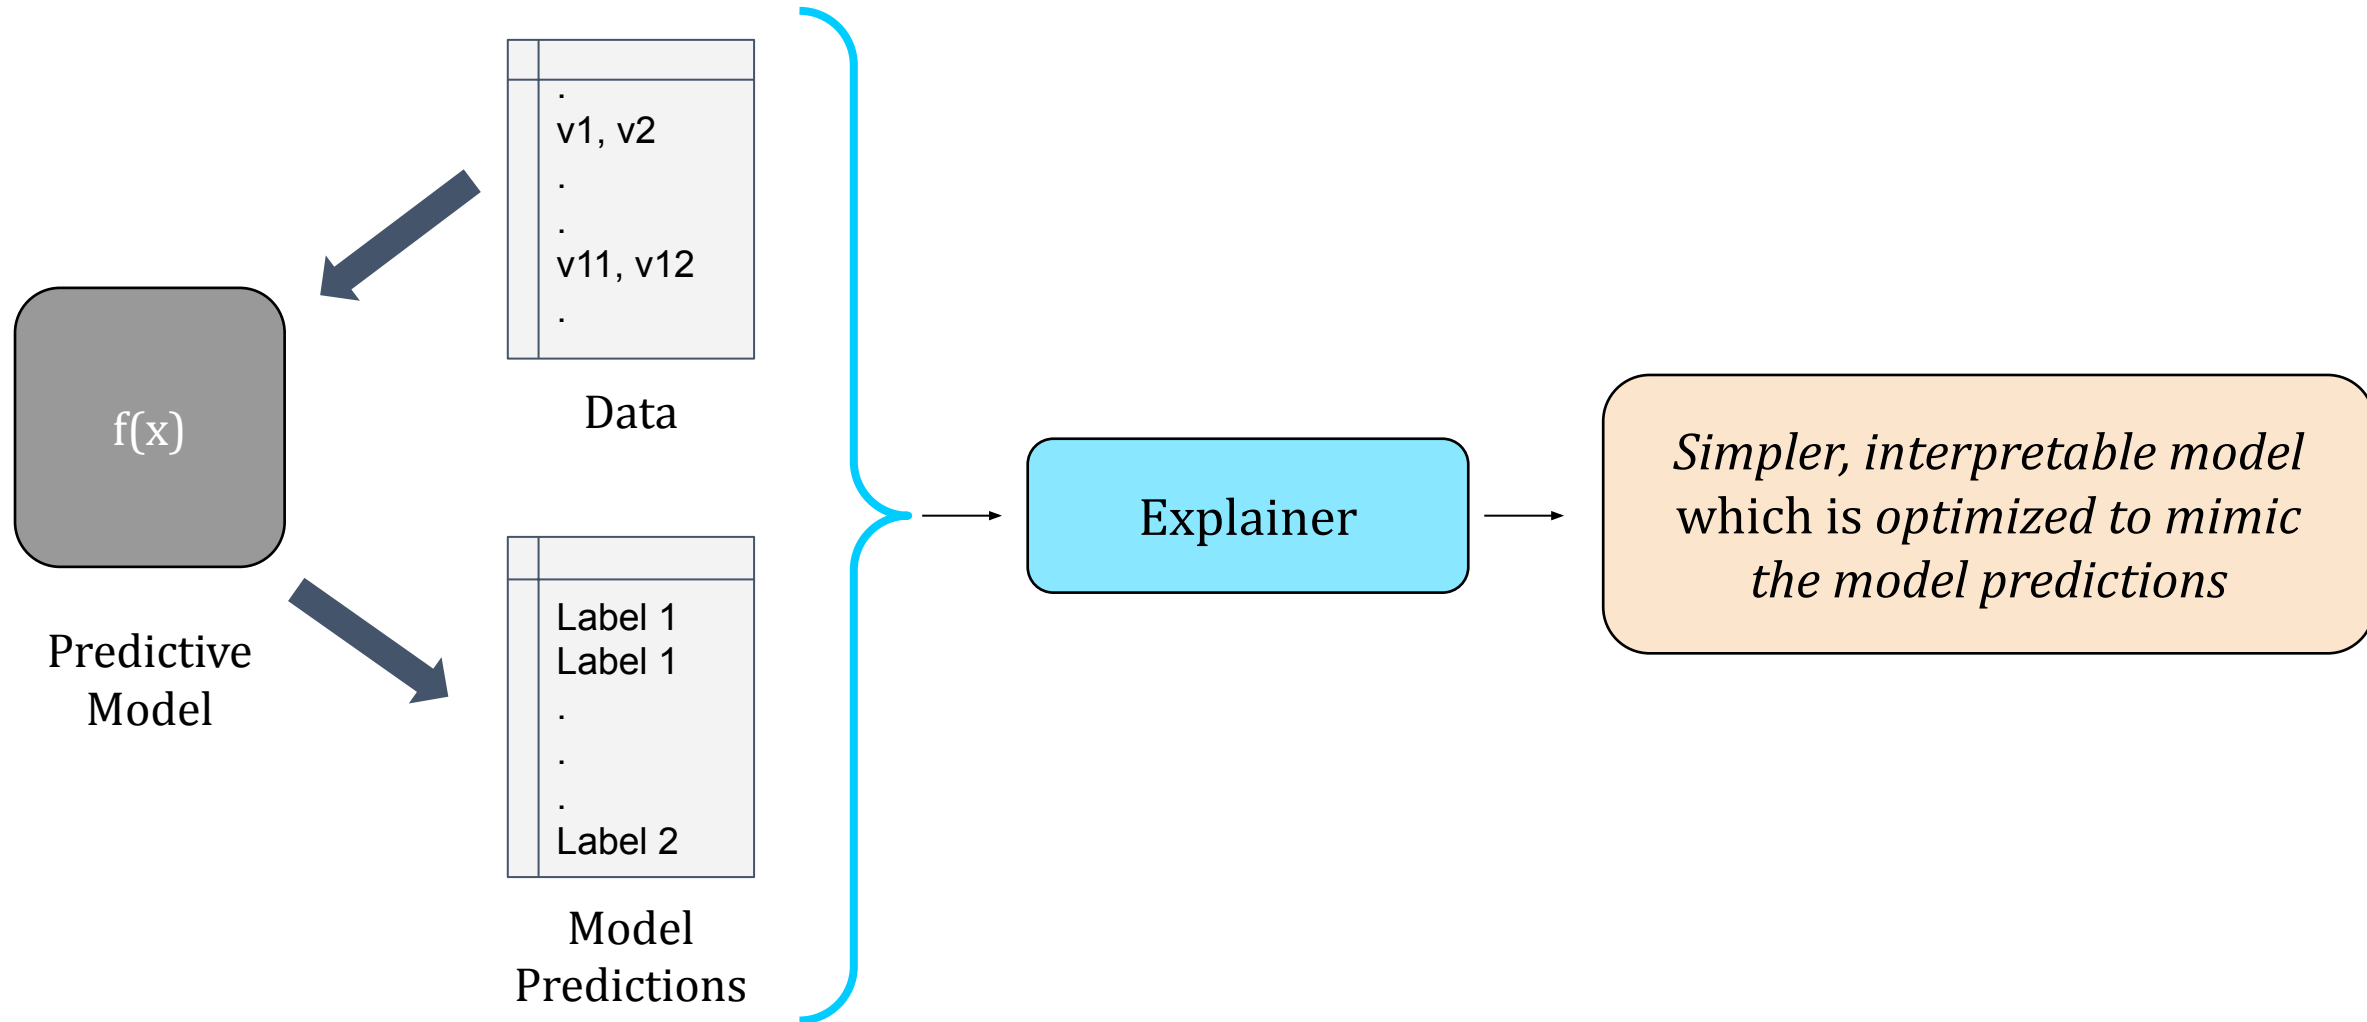 .
v1, v2
.
.
v11, v12
.
Data
f(x)
Predictive
Model
Label 1
Label 1
.
.
.
Label 2
Model
Predictions
Explainer
Simpler, interpretable model
which is optimized to mimic
the model predictions